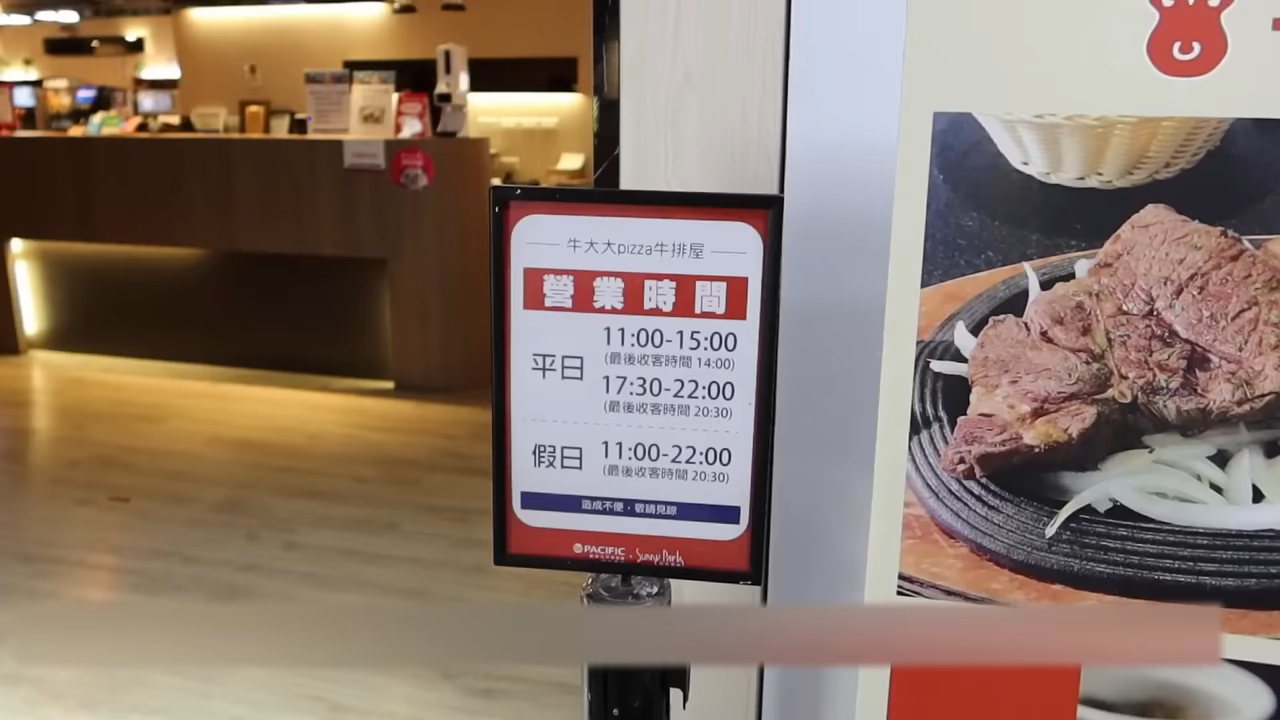 牛大大pizza牛排屋
營業時間
平日
11:00-15:00
(最後收客時間 14:00)
17:30-22:00
(最後收客時間 20:30)
假日
11:00-22:00
(最後收客時間 20:30)
造成不便，敬請見諒
PACIFIC
Sunny Park